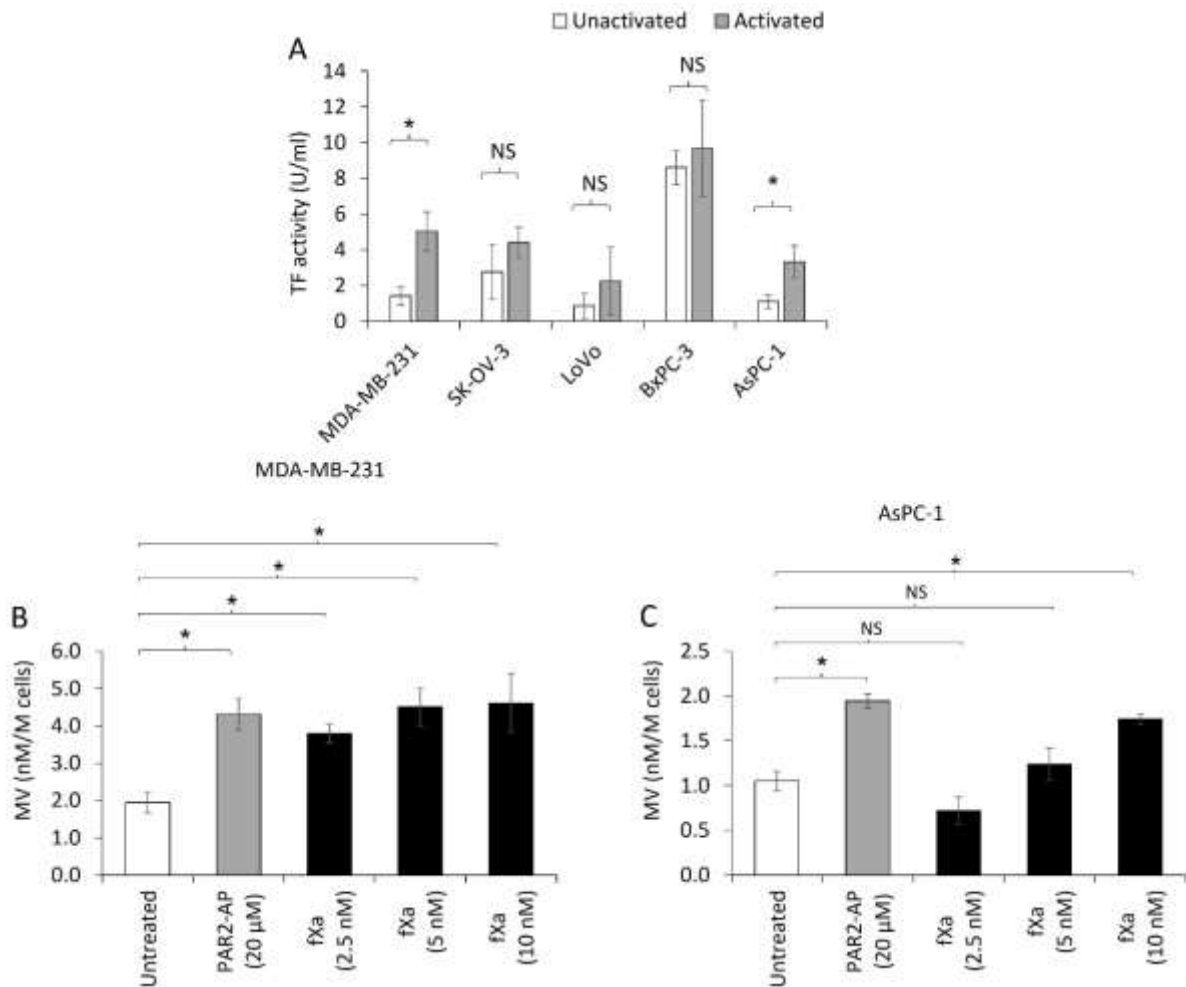 Unactivated Activated
A
TF activity (U/ml)
14
12
10
8
6
4
2
0
*
NS
NS
NS
*
MDA-MB-231
SK-OV-3
LoVo
BxPC-3
AsPC-1
MDA-MB-231
B
MV (nM/M cells)
6.0
5.0
4.0
3.0
2.0
1.0
0.0
*
*
*
*
Untreated
PAR2-AP
(20 µM)
fXa
(2.5 nM)
fXa
(5 nM)
fXa
(10 nM)
AsPC-1
C
MV (nM/M cells)
2.5
2.0
1.5
1.0
0.5
0.0
*
NS
NS
*
Untreated
PAR2-AP
(20 µM)
fXa
(2.5 nM)
fXa
(5 nM)
fXa
(10 nM)